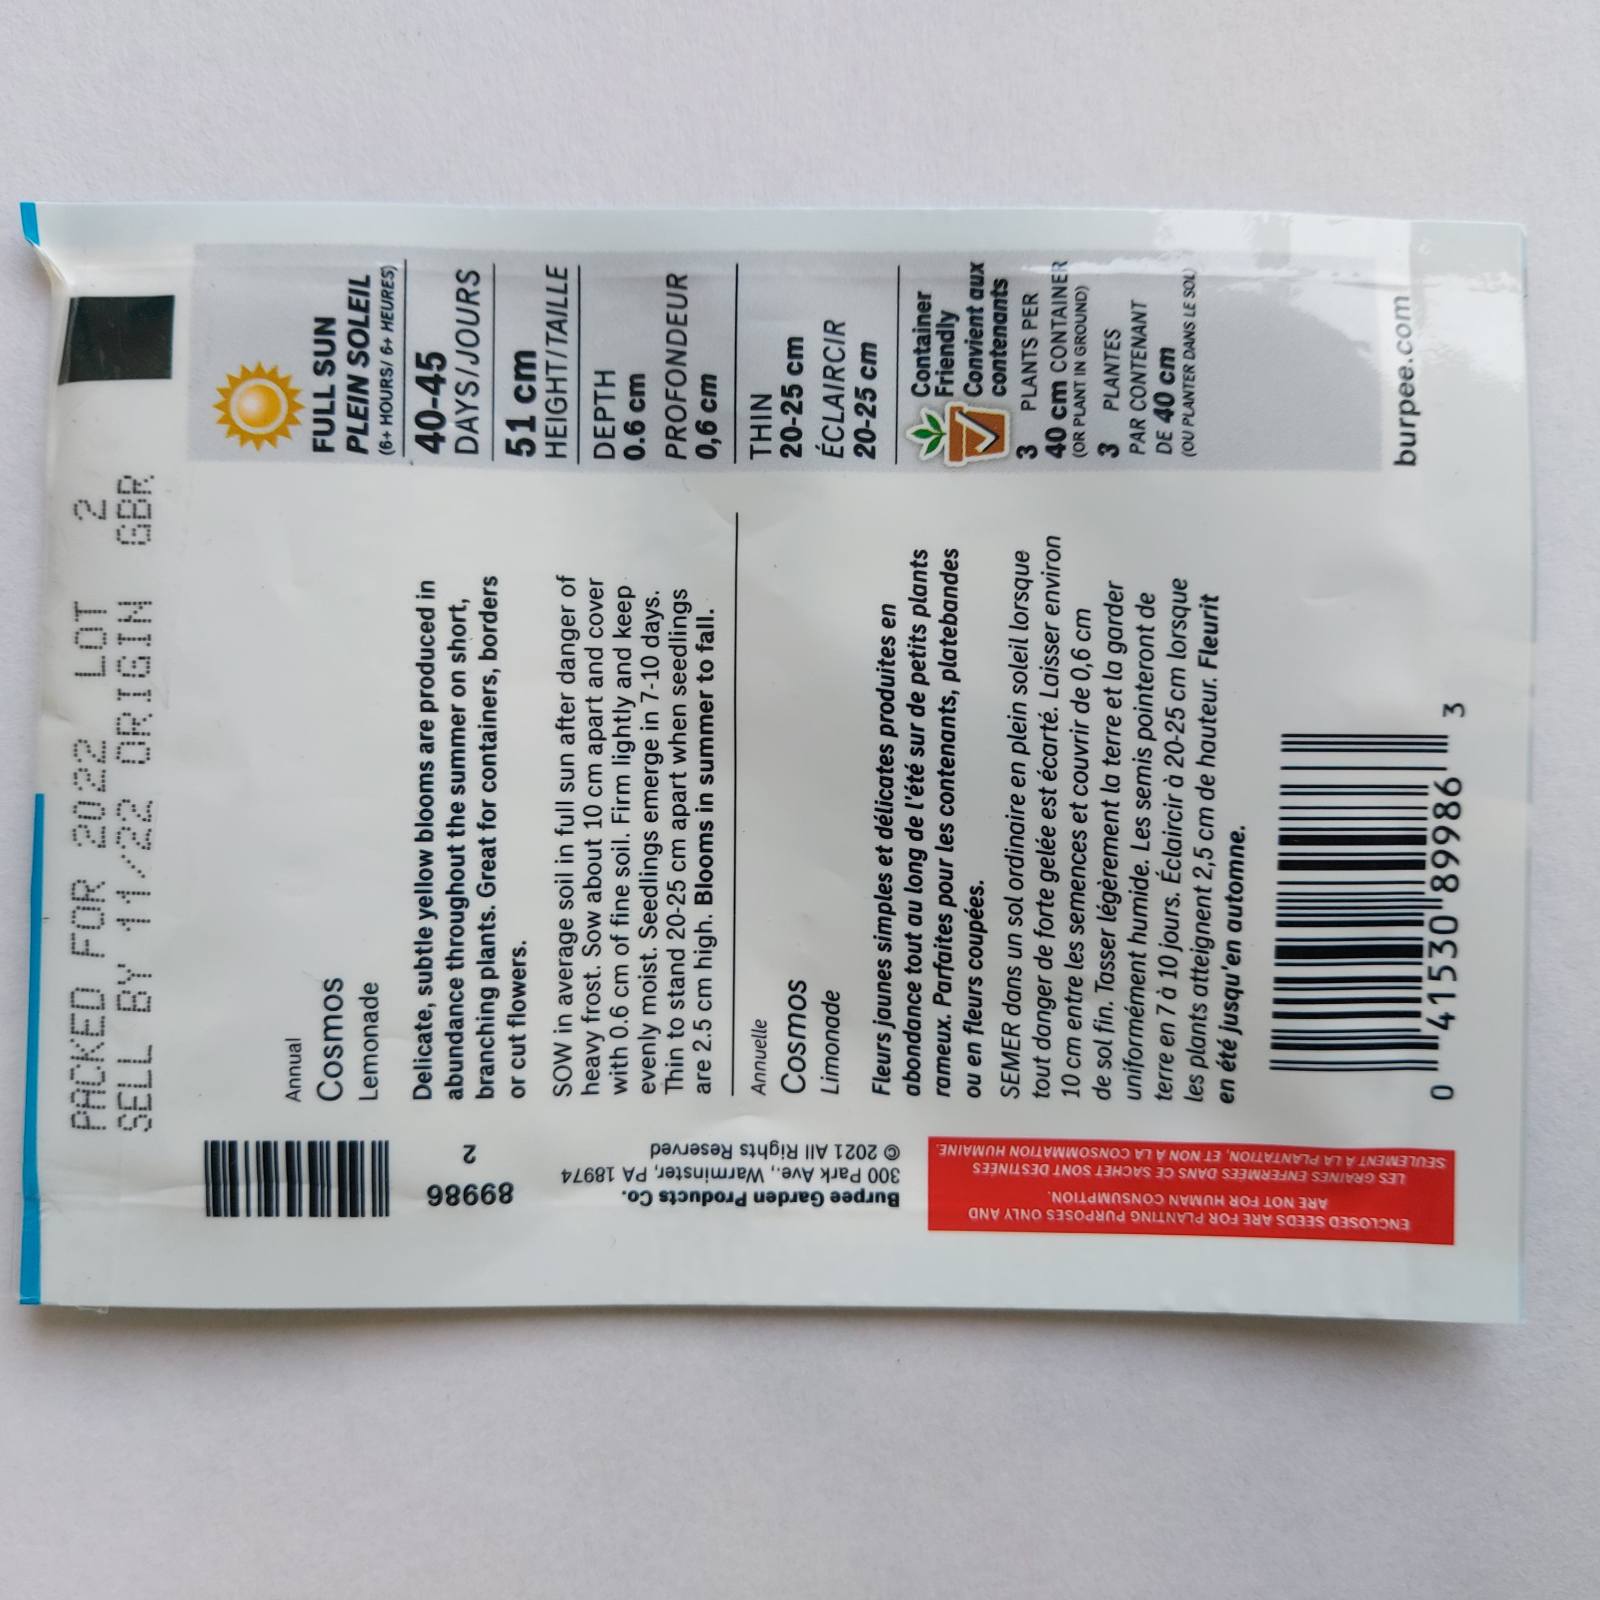 PACKED FOR 2022 LOT 2
SELL BY 11/22 ORIGIN GBR
Annual
Cosmos
Lemonade
Delicate, subtle yellow blooms are produced in
abundance throughout the summer on short,
branching plants. Great for containers, borders
or cut flowers.
SOW in average soil in full sun after danger of
heavy frost. Sow about 10 cm apart and cover
with 0.6 cm of fine soil. Firm lightly and keep
evenly moist. Seedlings emerge in 7-10 days.
Thin to stand 20-25 cm apart when seedlings
are 2.5 cm high. Blooms in summer to fall.
Annuelle
Cosmos
Limonade
Fleurs jaunes simples et délicates produites en
abondance tout au long de l'été sur de petits plants
rameux. Parfaites pour les contenants, platebandes
ou en fleurs coupées.
SEMER dans un sol ordinaire en plein soleil lorsque
tout danger de forte gelée est écarté. Laisser environ
10 cm entre les semences et couvrir de 0,6 cm
de sol fin. Tasser légèrement la terre et la garder
uniformément humide. Les semis pointeront de
terre en 7 à 10 jours. Éclaircir à 20-25 cm lorsque
les plants atteignent 2,5 cm de hauteur. Fleurit
en été jusqu'en automne.
0 41530 89986 3
FULL SUN
PLEIN SOLEIL
(6+ HOURS/ 6+ HEURES)
40-45
DAYS/JOURS
51 cm
HEIGHT/TAILLE
DEPTH
0.6 cm
PROFONDEUR
0,6 cm
THIN
20-25 cm
ÉCLAIRCIR
20-25 cm
Container
Friendly
Convient aux
contenants
3 PLANTS PER
40 cm CONTAINER
(OR PLANT IN GROUND)
3 PLANTES
PAR CONTENANT
DE 40 cm
(OU PLANTER DANS LE SOL)
burpee.com
89986
2
Burpee Garden Products Co.
300 Park Ave., Warminster, PA 18974
© 2021 All Rights Reserved
ENCLOSED SEEDS ARE FOR PLANTING PURPOSES ONLY AND
ARE NOT FOR HUMAN CONSUMPTION.
LES GRAINES ENFERMÉES DANS CE SACHET SONT DESTINÉES
SEULEMENT À LA PLANTATION, ET NON À LA CONSOMMATION HUMAINE.